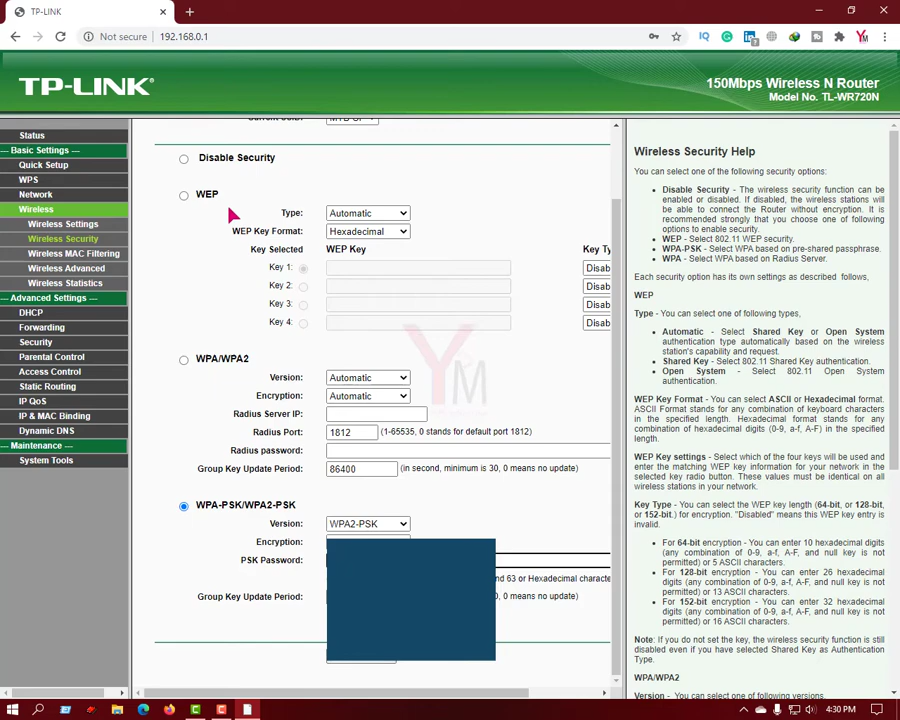 TP-LINK
Not secure | 192.168.0.1
TP-LINK®
150Mbps Wireless N Router
Model No. TL-WR720N
Status
--- Basic Settings ---
Quick Setup
WPS
Network
Wireless
Wireless Settings
Wireless Security
Wireless MAC Filtering
Wireless Advanced
Wireless Statistics
--- Advanced Settings ---
DHCP
Forwarding
Security
Parental Control
Access Control
Static Routing
IP QoS
IP & MAC Binding
Dynamic DNS
--- Maintenance ---
System Tools
Disable Security
WEP
Type: Automatic
WEP Key Format: Hexadecimal
Key Selected WEP Key Key Ty
Key 1: Disab
Key 2: Disab
Key 3: Disab
Key 4: Disab
YM
WPA/WPA2
Version: Automatic
Encryption: Automatic
Radius Server IP:
Radius Port: 1812 (1-65535, 0 stands for default port 1812)
Radius password:
Group Key Update Period: 86400 (in second, minimum is 30, 0 means no update)
WPA-PSK/WPA2-PSK
Version: WPA2-PSK
Encryption:
PSK Password:
nd 63 or Hexadecimal characte
Group Key Update Period: 0, 0 means no update)
Wireless Security Help
You can select one of the following security options:
Disable Security - The wireless security function can be
enabled or disabled. If disabled, the wireless stations
will be able to connect the Router without encryption. It is
recommended strongly that you choose one of following
options to enable security.
WEP - Select 802.11 WEP security.
WPA-PSK - Select WPA based on pre-shared passphrase.
WPA - Select WPA based on Radius Server.
Each security option has its own settings as described follows,
WEP
Type - You can select one of following types,
Automatic - Select Shared Key or Open System
authentication type automatically based on the wireless
station's capability and request.
Shared Key - Select 802.11 Shared Key authentication.
Open System - Select 802.11 Open System
authentication.
WEP Key Format - You can select ASCII or Hexadecimal format.
ASCII Format stands for any combination of keyboard characters
in the specified length. Hexadecimal format stands for any
combination of hexadecimal digits (0-9, a-f, A-F) in the specified
length.
WEP Key settings - Select which of the four keys will be used and
enter the matching WEP key information for your network in the
selected key radio button. These values must be identical on all
wireless stations in your network.
Key Type - You can select the WEP key length (64-bit, or 128-bit,
or 152-bit.) for encryption. "Disabled" means this WEP key entry is
invalid.
For 64-bit encryption - You can enter 10 hexadecimal digits
(any combination of 0-9, a-f, A-F, and null key is not
permitted) or 5 ASCII characters.
For 128-bit encryption - You can enter 26 hexadecimal
digits (any combination of 0-9, a-f, A-F, and null key is not
permitted) or 13 ASCII characters.
For 152-bit encryption - You can enter 32 hexadecimal
digits (any combination of 0-9, a-f, A-F, and null key is not
permitted) or 16 ASCII characters.
Note: If you do not set the key, the wireless security function is still
disabled even if you have selected Shared Key as Authentication
Type.
WPA/WPA2
Version - You can select one of following versions.
4:30 PM